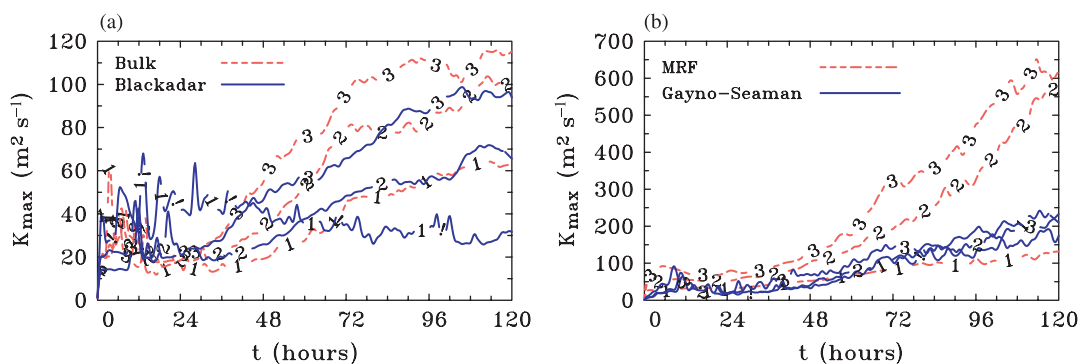 (a)
120
100
80
60
40
20
0
K_max (m² s⁻¹)
Bulk
Blackadar
0 24 48 72 96 120
t (hours)
(b)
700
600
500
400
300
200
100
0
K_max (m² s⁻¹)
MRF
Gayno−Seaman
0 24 48 72 96 120
t (hours)